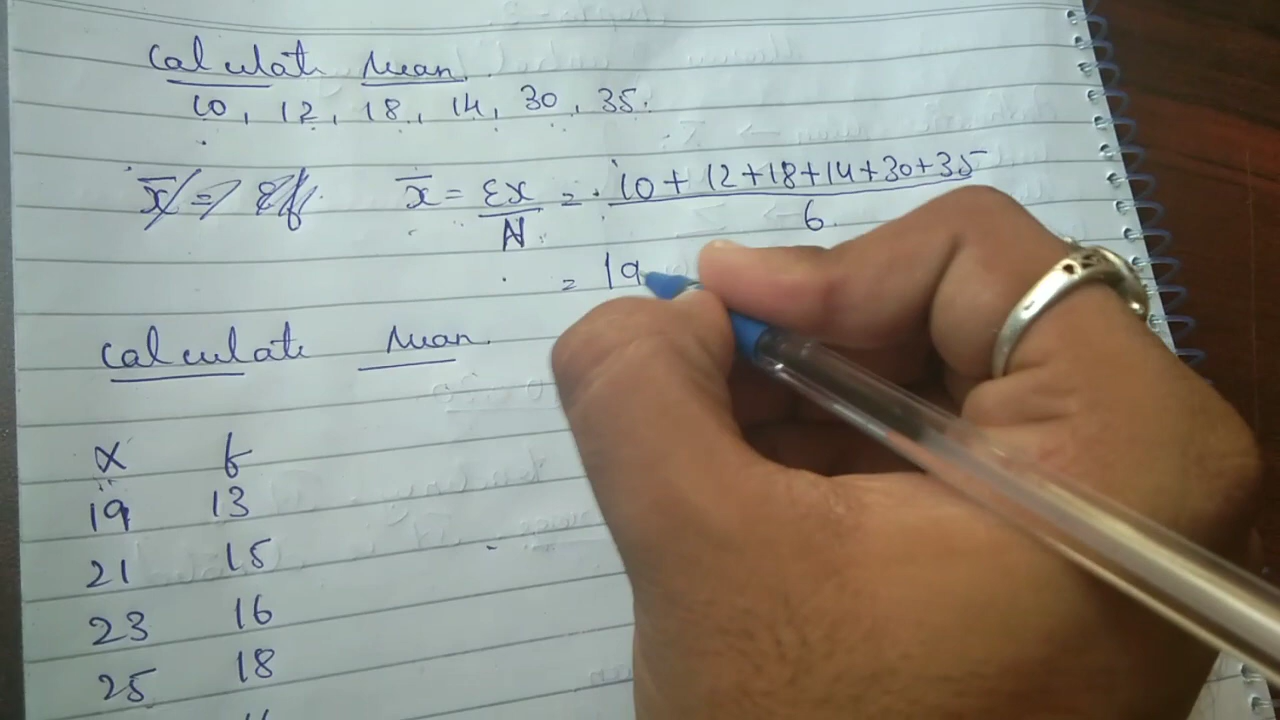 Calculate Mean.
10, 12, 18, 14, 30, 35.
x̄ = Σx/N = 10 + 12+18+14+30+35 / 6
= 19
Calculate Mean.
x f
19 13
21 15
23 16
25 18